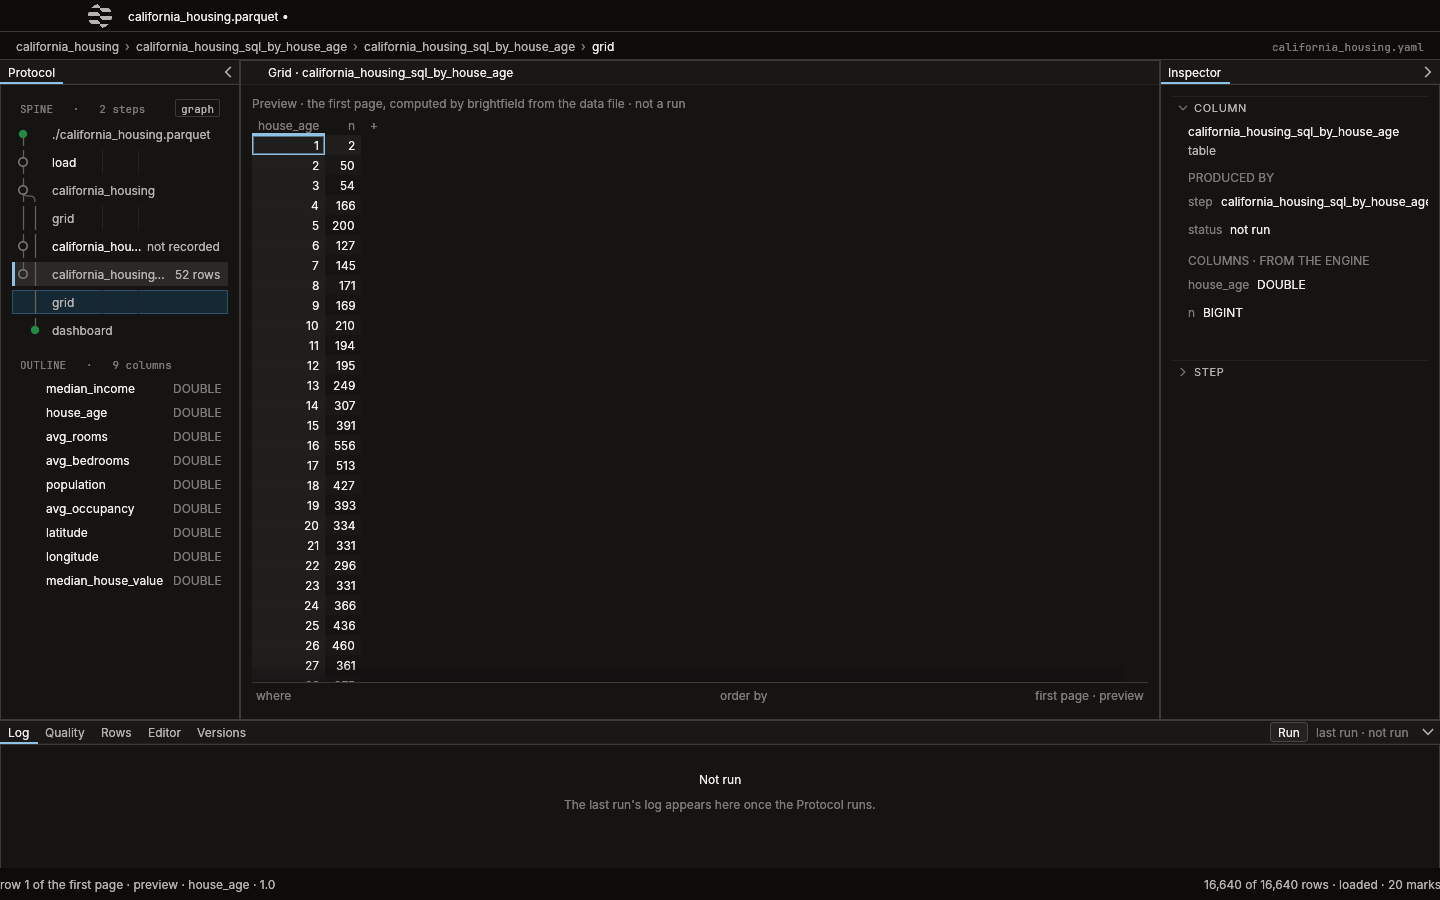 california_housing.parquet •
california_housing › california_housing_sql_by_house_age › california_housing_sql_by_house_age › grid
california_housing.yaml
Protocol
SPINE · 2 steps
graph
./california_housing.parquet
load
california_housing
grid
california_hou... not recorded
california_housing... 52 rows
grid
dashboard
OUTLINE · 9 columns
median_income DOUBLE
house_age DOUBLE
avg_rooms DOUBLE
avg_bedrooms DOUBLE
population DOUBLE
avg_occupancy DOUBLE
latitude DOUBLE
longitude DOUBLE
median_house_value DOUBLE
Grid · california_housing_sql_by_house_age
Preview · the first page, computed by brightfield from the data file · not a run
house_age n +
1 2
2 50
3 54
4 166
5 200
6 127
7 145
8 171
9 169
10 210
11 194
12 195
13 249
14 307
15 391
16 556
17 513
18 427
19 393
20 334
21 331
22 296
23 331
24 366
25 436
26 460
27 361
where order by first page · preview
Inspector
COLUMN
california_housing_sql_by_house_age
table
PRODUCED BY
step california_housing_sql_by_house_age
status not run
COLUMNS · FROM THE ENGINE
house_age DOUBLE
n BIGINT
STEP
Log Quality Rows Editor Versions
Run last run · not run
Not run
The last run's log appears here once the Protocol runs.
row 1 of the first page · preview · house_age · 1.0
16,640 of 16,640 rows · loaded · 20 marks